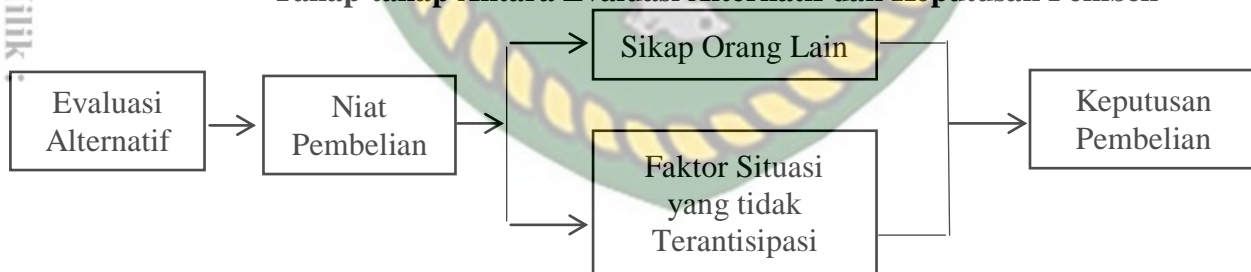 Tahap-tahap Antara Evaluasi Alternatif dan Keputusan Pembeli
Evaluasi
Alternatif
Niat
Pembelian
Sikap Orang Lain
Faktor Situasi
yang tidak
Terantisipasi
Keputusan
Pembelian